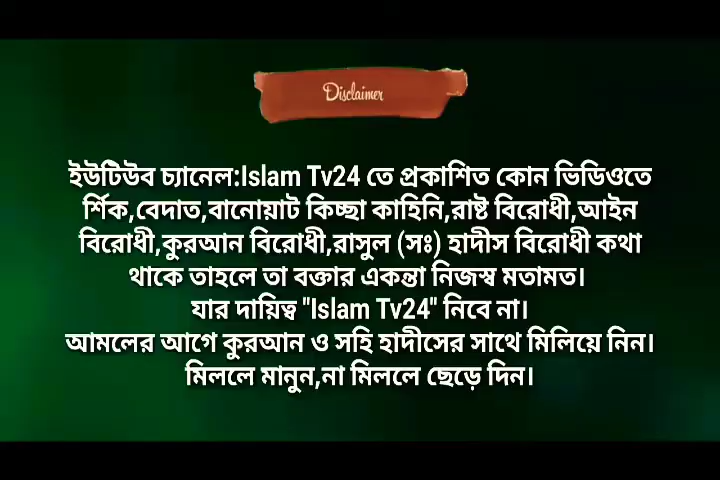 Disclaimer
ইউটিউব চ্যানেল:Islam Tv24 তে প্রকাশিত কোন ভিডিওতে
র্শিক,বেদাত,বানোয়াট কিচ্ছা কাহিনি,রাষ্ট বিরোধী,আইন
বিরোধী,কুরআন বিরোধী,রাসুল (সঃ) হাদীস বিরোধী কথা
থাকে তাহলে তা বক্তার একন্তা নিজস্ব মতামত।
যার দায়িত্ব "Islam Tv24" নিবে না।
আমলের আগে কুরআন ও সহি হাদীসের সাথে মিলিয়ে নিন।
মিললে মানুন,না মিললে ছেড়ে দিন।